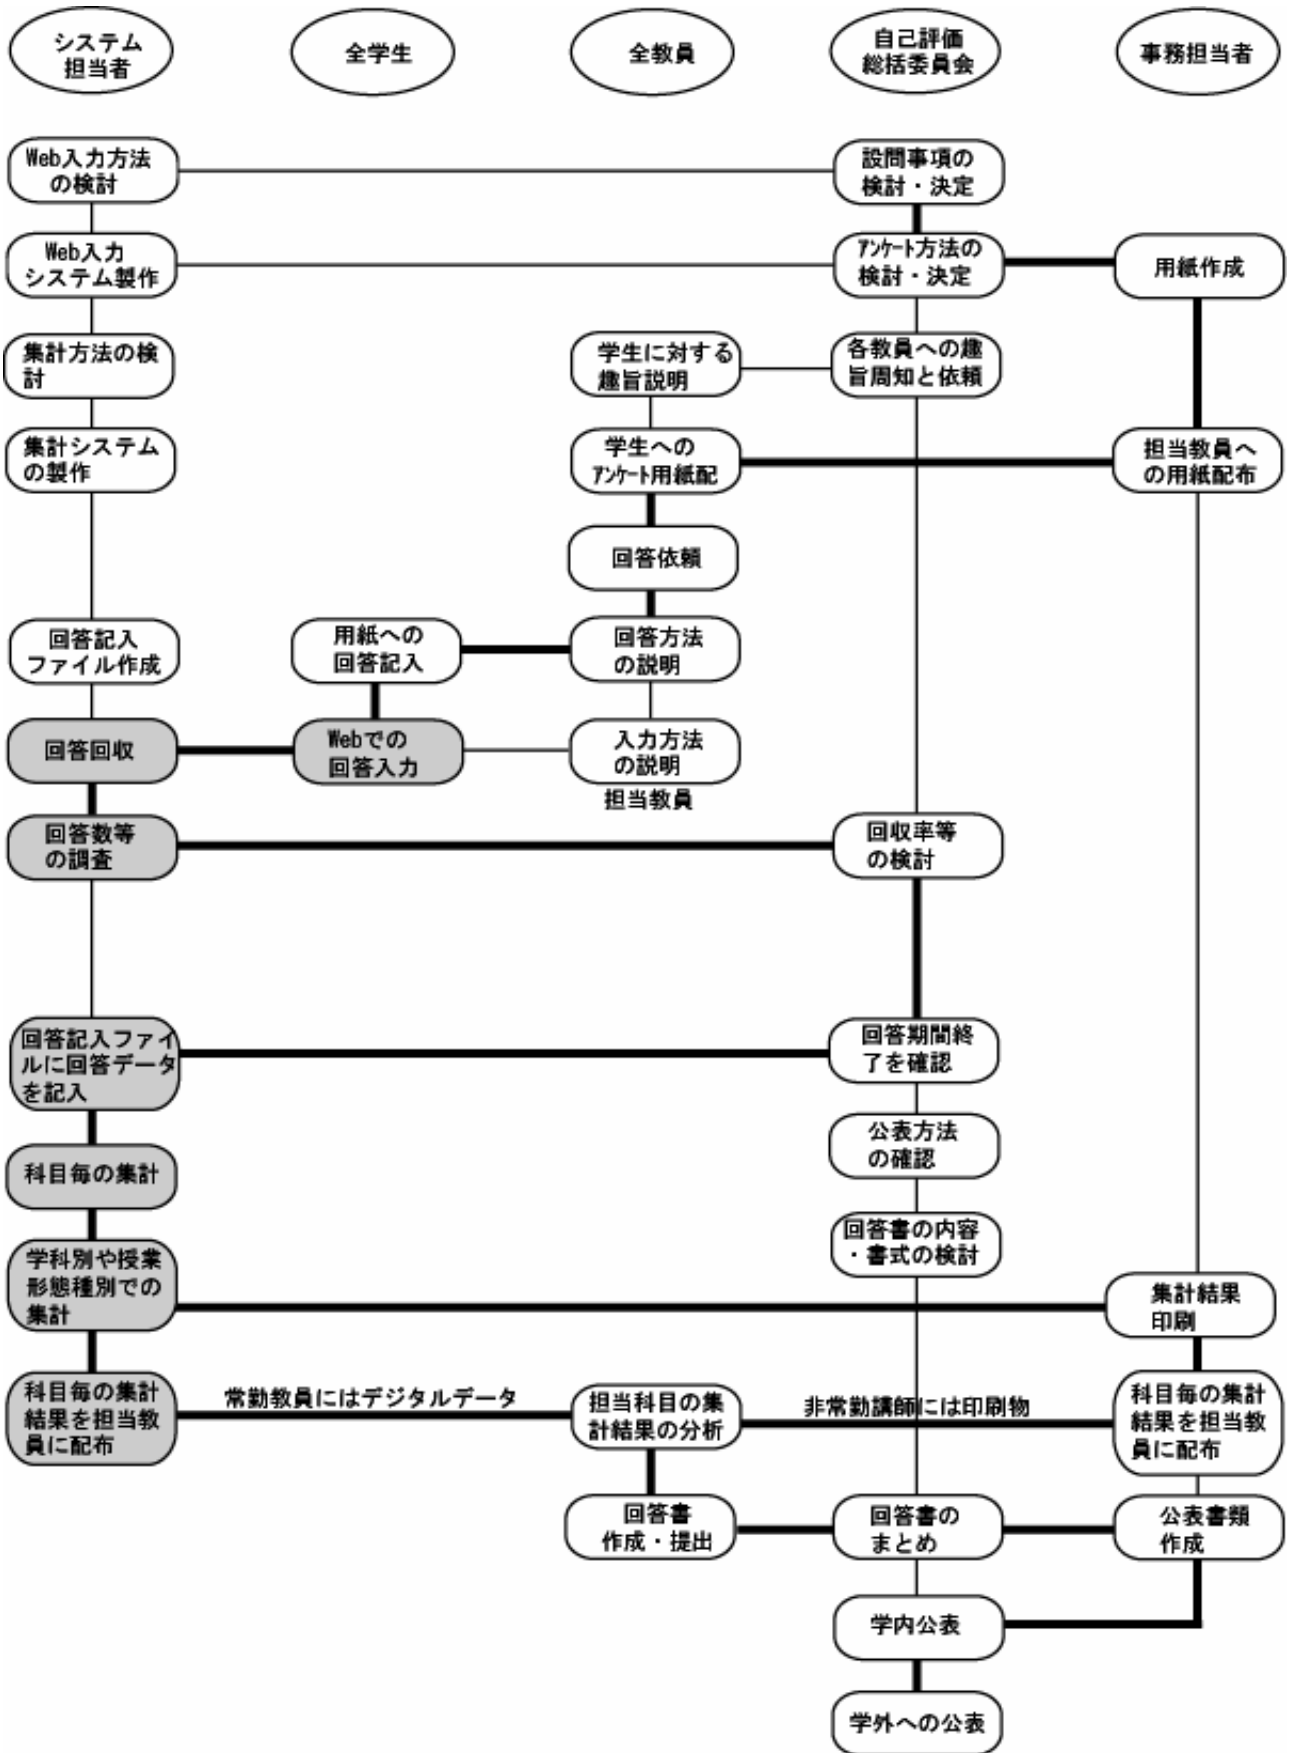 システム
担当者
全学生
全教員
自己評価
総括委員会
事務担当者
Web入力方法
の検討
設問事項の
検討・決定
Web入力
システム製作
アンケート方法の
検討・決定
用紙作成
集計方法の検
討
学生に対する
趣旨説明
各教員への趣
旨周知と依頼
集計システム
の製作
学生への
アンケート用紙配
担当教員へ
の用紙配布
回答依頼
回答記入
ファイル作成
用紙への
回答記入
回答方法
の説明
回答回収
Webでの
回答入力
入力方法
の説明
担当教員
回答数等
の調査
回収率等
の検討
回答記入ファイ
ルに回答データ
を記入
回答期間終
了を確認
公表方法
の確認
科目毎の集計
回答書の内容
・書式の検討
学科別や授業
形態種別での
集計
集計結果
印刷
科目毎の集計
結果を担当教
員に配布
常勤教員にはデジタルデータ
担当科目の集
計結果の分析
非常勤講師には印刷物
科目毎の集計
結果を担当教
員に配布
回答書
作成・提出
回答書の
まとめ
公表書類
作成
学内公表
学外への公表